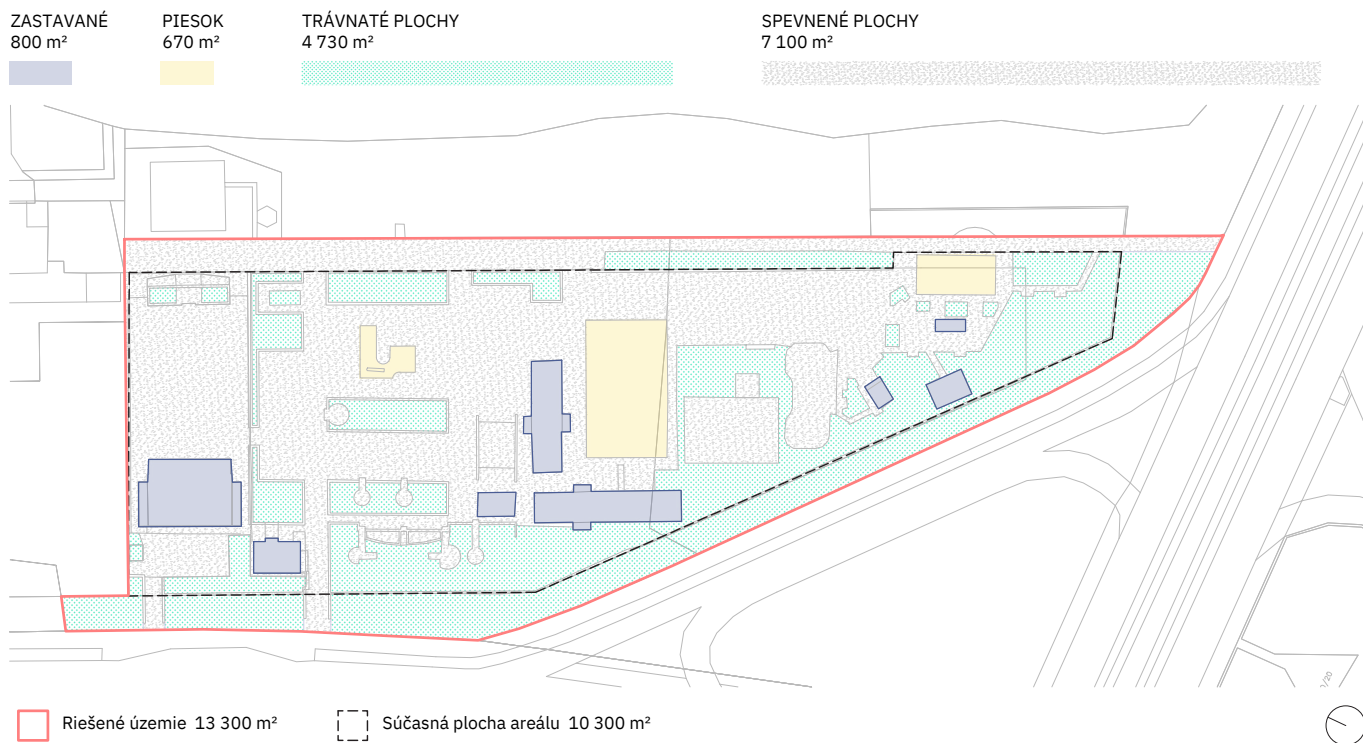 ZASTAVANÉ
800 m²
PIESOK
670 m²
TRÁVNATÉ PLOCHY
4 730 m²
SPEVNENÉ PLOCHY
7 100 m²
Riešené územie 13 300 m²
Súčasná plocha areálu 10 300 m²